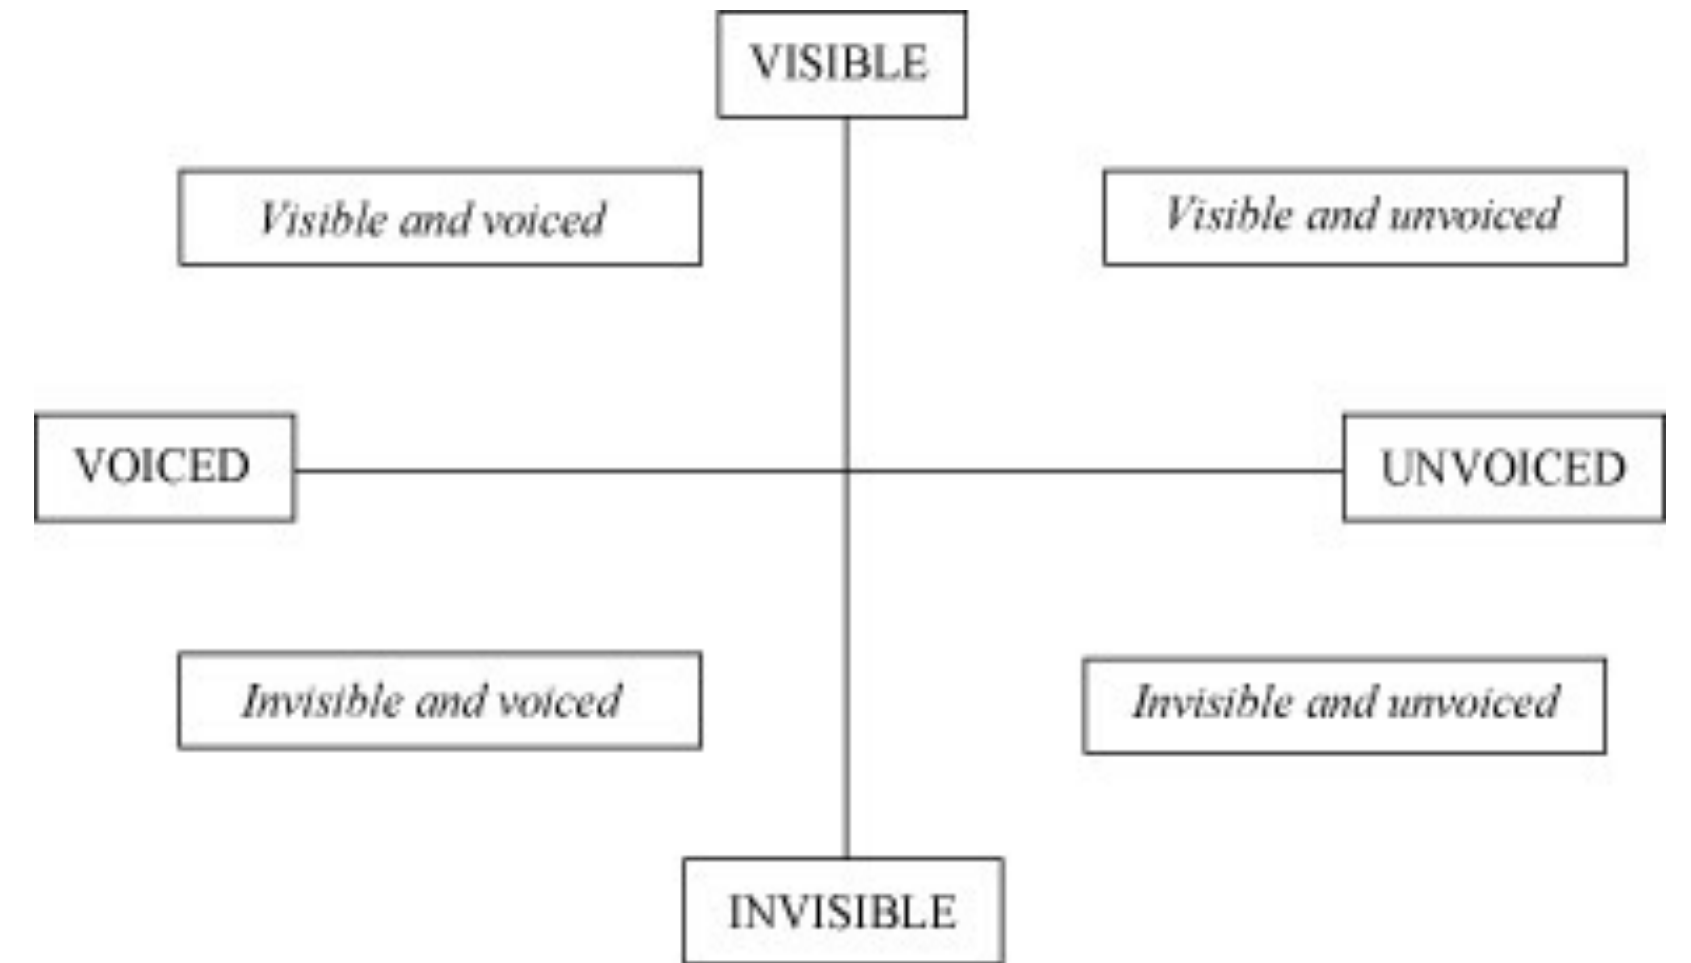 VISIBLE
Visible and voiced
Visible and unvoiced
VOICED
UNVOICED
Invisible and voiced
Invisible and unvoiced
INVISIBLE